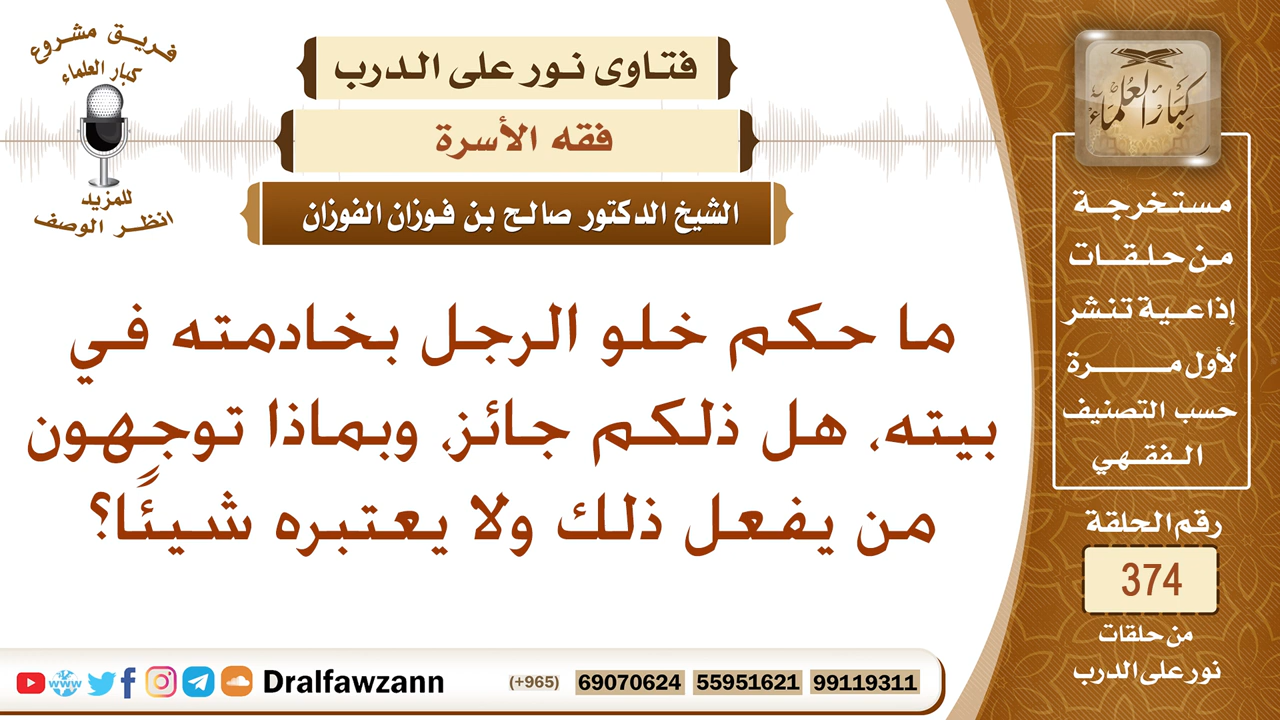 فريق مشروع
كبار العلماء
للمزيد
انظر الوصف
فتاوى نور على الدرب
فقه الأسرة
الشيخ الدكتور صالح بن فوزان الفوزان
ما حكم خلو الرجل بخادمته في
بيته، هل ذلكم جائز، وبماذا توجهون
من يفعل ذلك ولا يعتبره شيئًا؟
كبار العلماء
مستخرجة
من حلقات
إذاعية تنشر
لأول مرة
حسب التصنيف
الفقهي
رقم الحلقة
374
من حلقات
نور على الدرب
www
Dralfawzann
(+965) 69070624 55951621 99119311